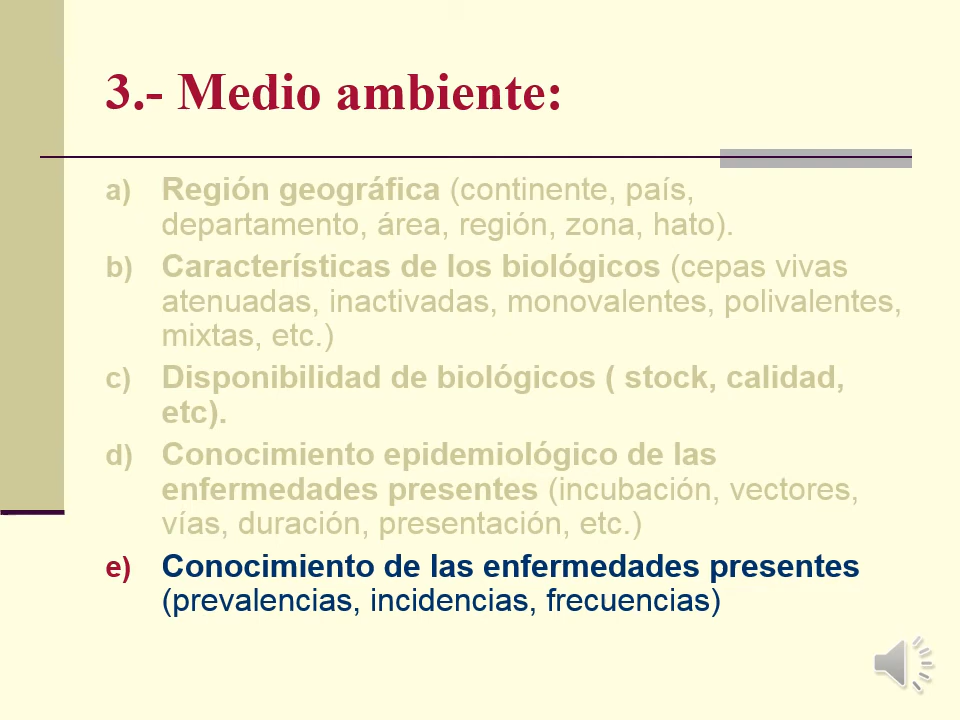 3.- Medio ambiente:
a) Región geográfica (continente, país,
departamento, área, región, zona, hato).
b) Características de los biológicos (cepas vivas
atenuadas, inactivadas, monovalentes, polivalentes,
mixtas, etc.)
c) Disponibilidad de biológicos ( stock, calidad,
etc).
d) Conocimiento epidemiológico de las
enfermedades presentes (incubación, vectores,
vías, duración, presentación, etc.)
e) Conocimiento de las enfermedades presentes
(prevalencias, incidencias, frecuencias)